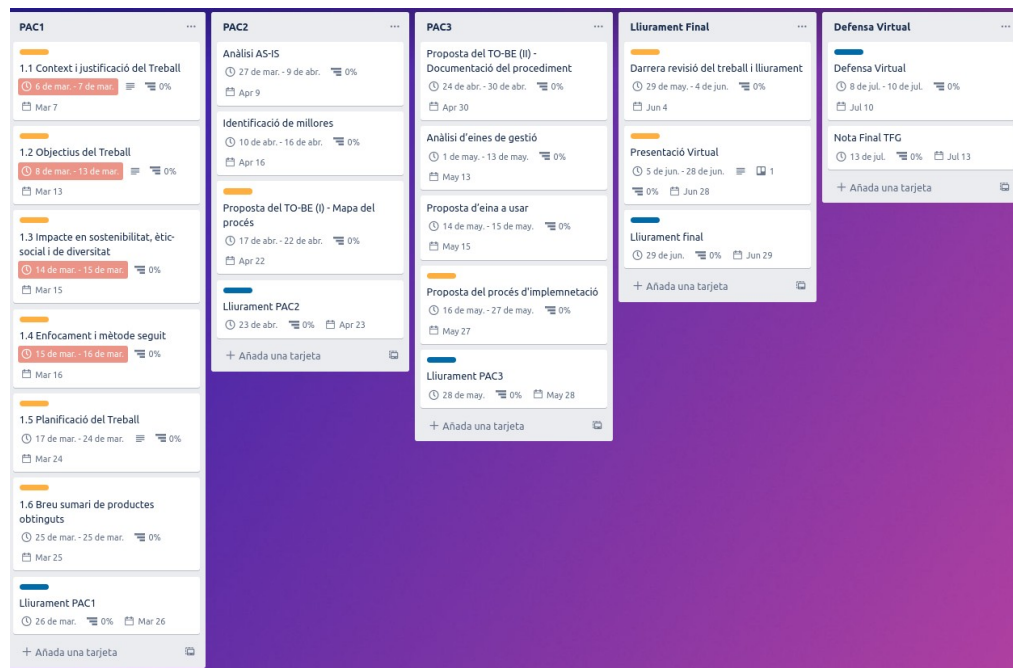 PAC1
1.1 Context i justificació del Treball
6 de mar. - 7 de mar. 0%
Mar 7
1.2 Objectius del Treball
8 de mar. - 13 de mar. 0%
Mar 13
1.3 Impacte en sostenibilitat, ètic-
social i de diversitat
14 de mar. - 15 de mar. 0%
Mar 15
1.4 Enfocament i mètode seguit
15 de mar. - 16 de mar. 0%
Mar 16
1.5 Planificació del Treball
17 de mar. - 24 de mar. 0%
Mar 24
1.6 Breu sumari de productes
obtinguts
25 de mar. - 25 de mar. 0%
Mar 25
Lliurament PAC1
26 de mar. 0% Mar 26
+ Añada una tarjeta
PAC2
Anàlisi AS-IS
27 de mar. - 9 de abr. 0%
Apr 9
Identificació de millores
10 de abr. - 16 de abr. 0%
Apr 16
Proposta del TO-BE (I) - Mapa del
procés
17 de abr. - 22 de abr. 0%
Apr 22
Lliurament PAC2
23 de abr. 0% Apr 23
+ Añada una tarjeta
PAC3
Proposta del TO-BE (II) -
Documentació del procediment
24 de abr. - 30 de abr. 0%
Apr 30
Anàlisi d'eines de gestió
1 de may. - 13 de may. 0%
May 13
Proposta d'eina a usar
14 de may. - 15 de may. 0%
May 15
Proposta del procés d'implemnetació
16 de may. - 27 de may. 0%
May 27
Lliurament PAC3
28 de may. 0% May 28
+ Añada una tarjeta
Lliurament Final
Darrera revisió del treball i lliurament
29 de may. - 4 de jun. 0%
Jun 4
Presentació Virtual
5 de jun. - 28 de jun. 1
0% Jun 28
Lliurament final
29 de jun. 0% Jun 29
+ Añada una tarjeta
Defensa Virtual
Defensa Virtual
8 de jul. - 10 de jul. 0%
Jul 10
Nota Final TFG
13 de jul. 0% Jul 13
+ Añada una tarjeta